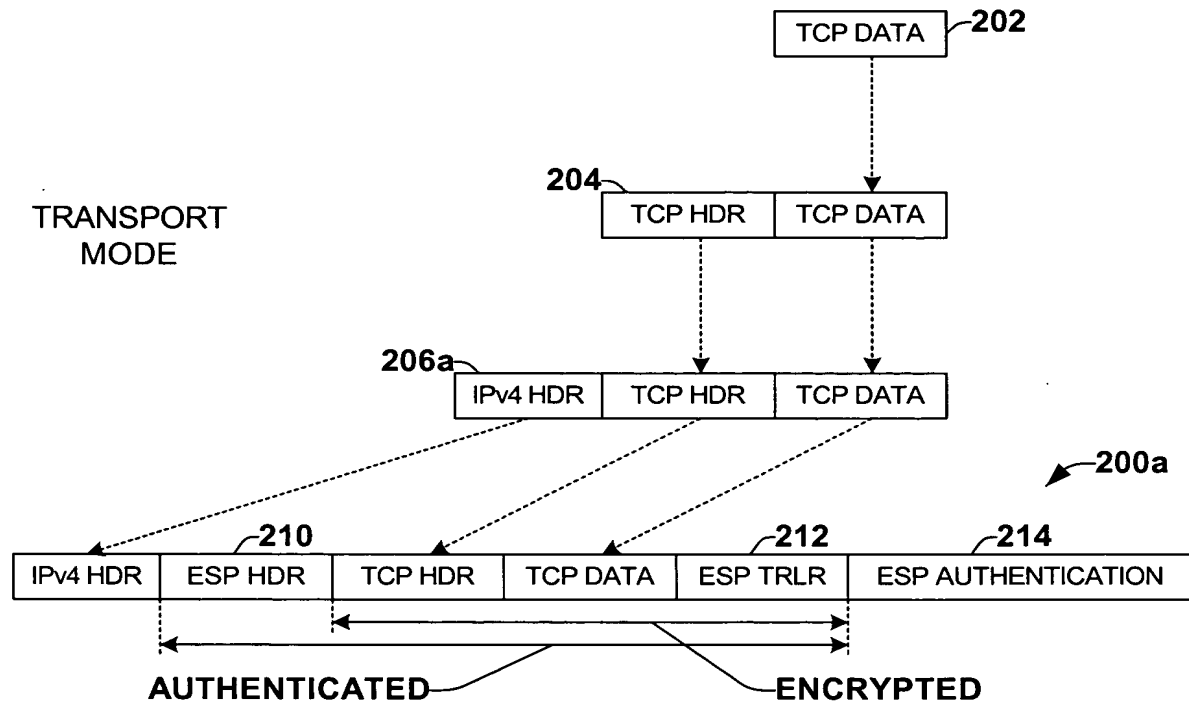 TCP DATA 202
204
TCP HDR TCP DATA
TRANSPORT
MODE
206a
IPv4 HDR TCP HDR TCP DATA
200a
210 212 214
IPv4 HDR ESP HDR TCP HDR TCP DATA ESP TRLR ESP AUTHENTICATION
AUTHENTICATED ENCRYPTED